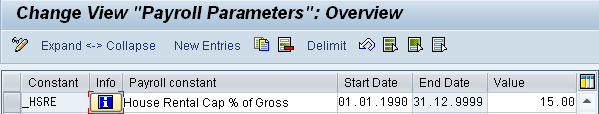 Change View "Payroll Parameters": Overview
Expand <-> Collapse New Entries Delimit
Constant Info Payroll constant Start Date End Date Value
_HSRE House Rental Cap % of Gross 01.01.1990 31.12.9999 15.00